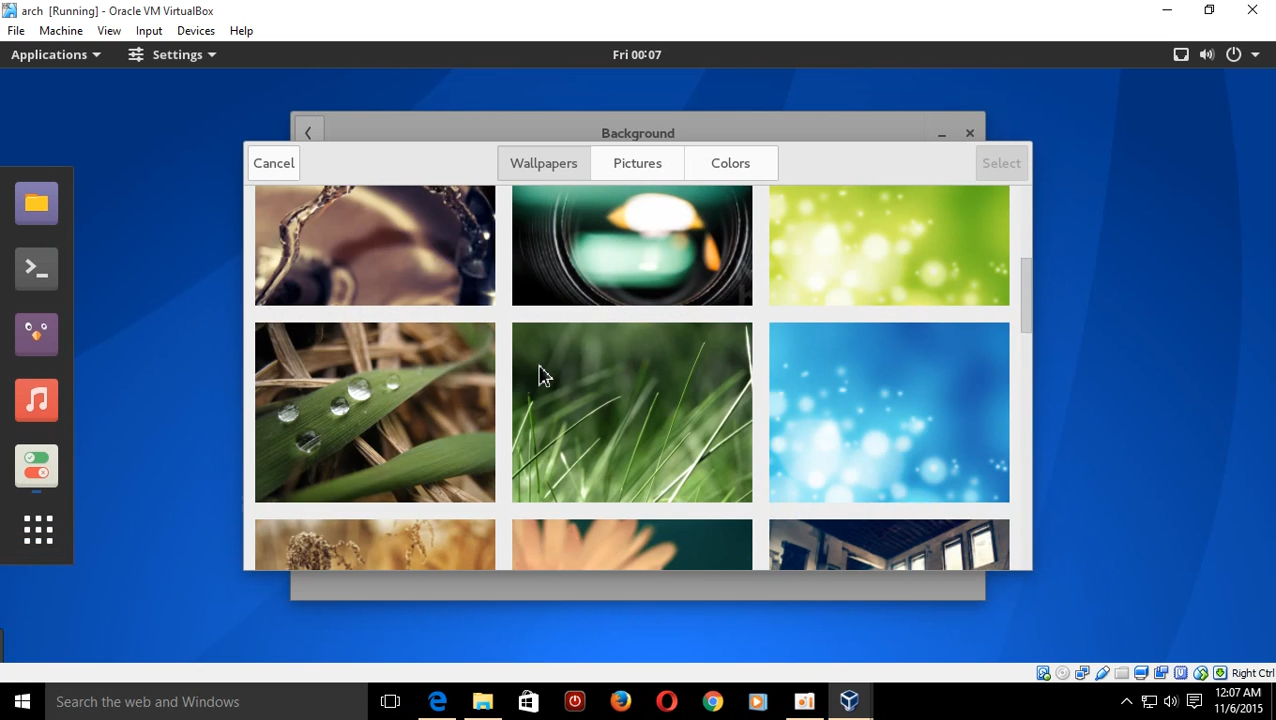 arch [Running] - Oracle VM VirtualBox
File Machine View Input Devices Help
Applications Settings Fri 00:07
Background
Cancel Wallpapers Pictures Colors Select
Right Ctrl
Search the web and Windows
12:07 AM
11/6/2015